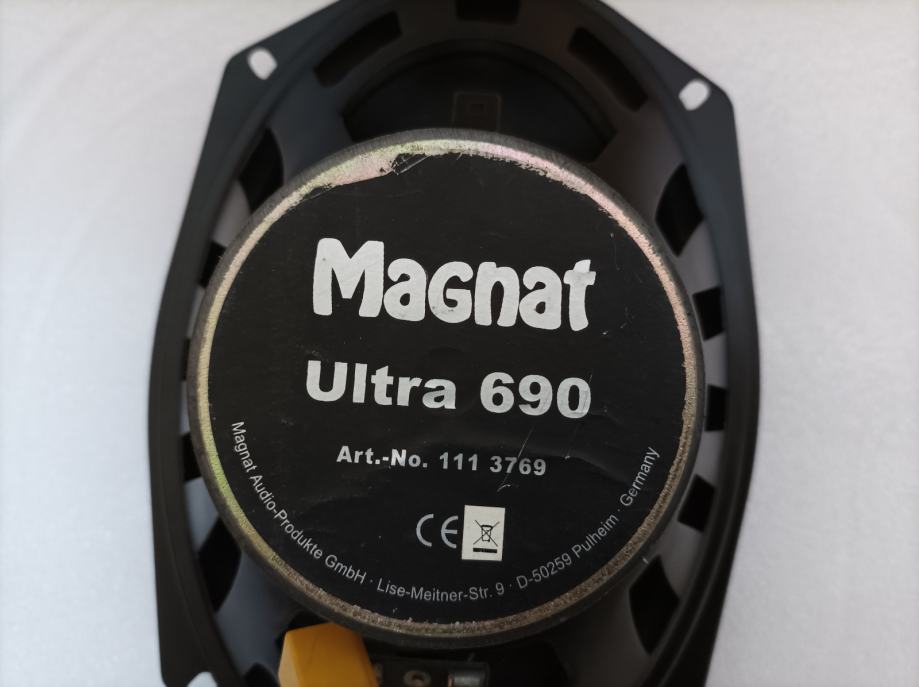 Magnat
Ultra 690
Art.-No. 111 3769
CE
Magnat Audio-Produkte GmbH · Lise-Meitner-Str. 9 · D-50259 Pulheim · Germany